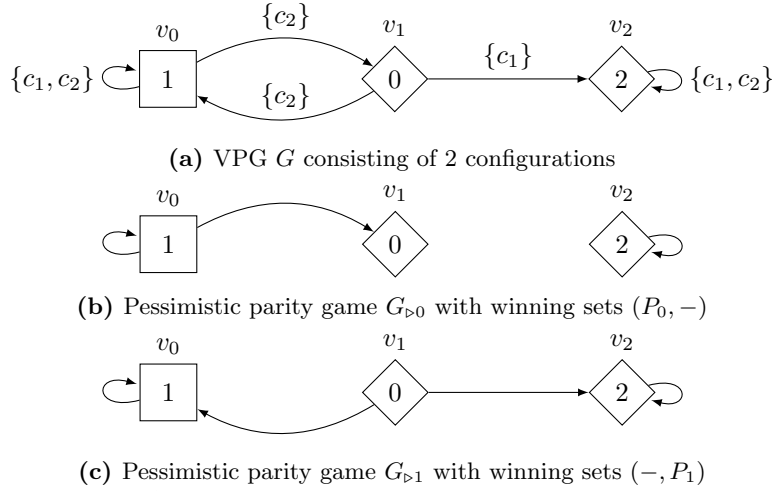 v₀ {c₂} v₁ v₂
{c₁, c₂} 1 {c₂} 0 {c₁} 2 {c₁, c₂}
(a) VPG G consisting of 2 configurations
v₀ v₁ v₂
1 0 2
(b) Pessimistic parity game G▹₀ with winning sets (P₀, −)
v₀ v₁ v₂
1 0 2
(c) Pessimistic parity game G▹₁ with winning sets (−, P₁)